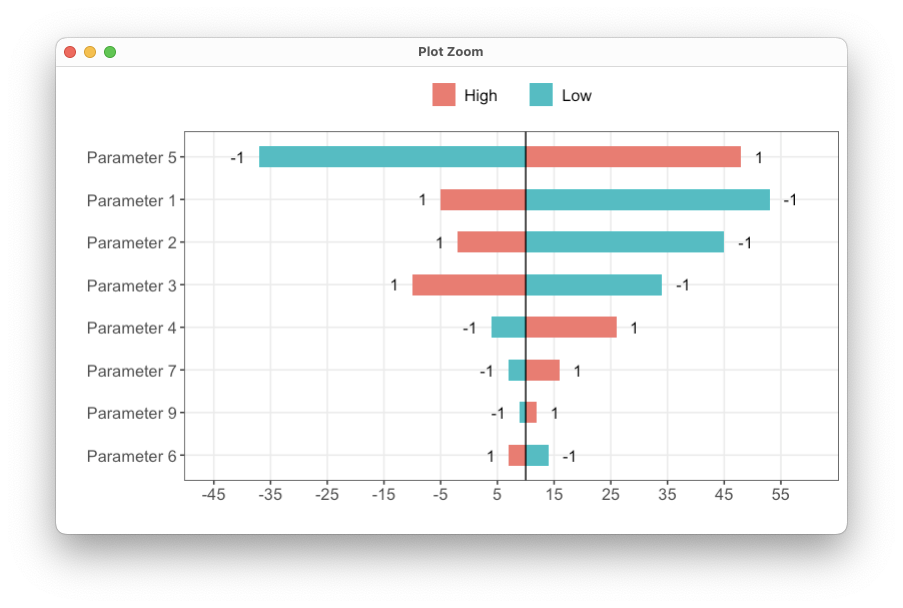 Plot Zoom
High Low
Parameter 5 -1 1
Parameter 1 1 -1
Parameter 2 1 -1
Parameter 3 1 -1
Parameter 4 -1 1
Parameter 7 -1 1
Parameter 9 -1 1
Parameter 6 1 -1
-45 -35 -25 -15 -5 5 15 25 35 45 55